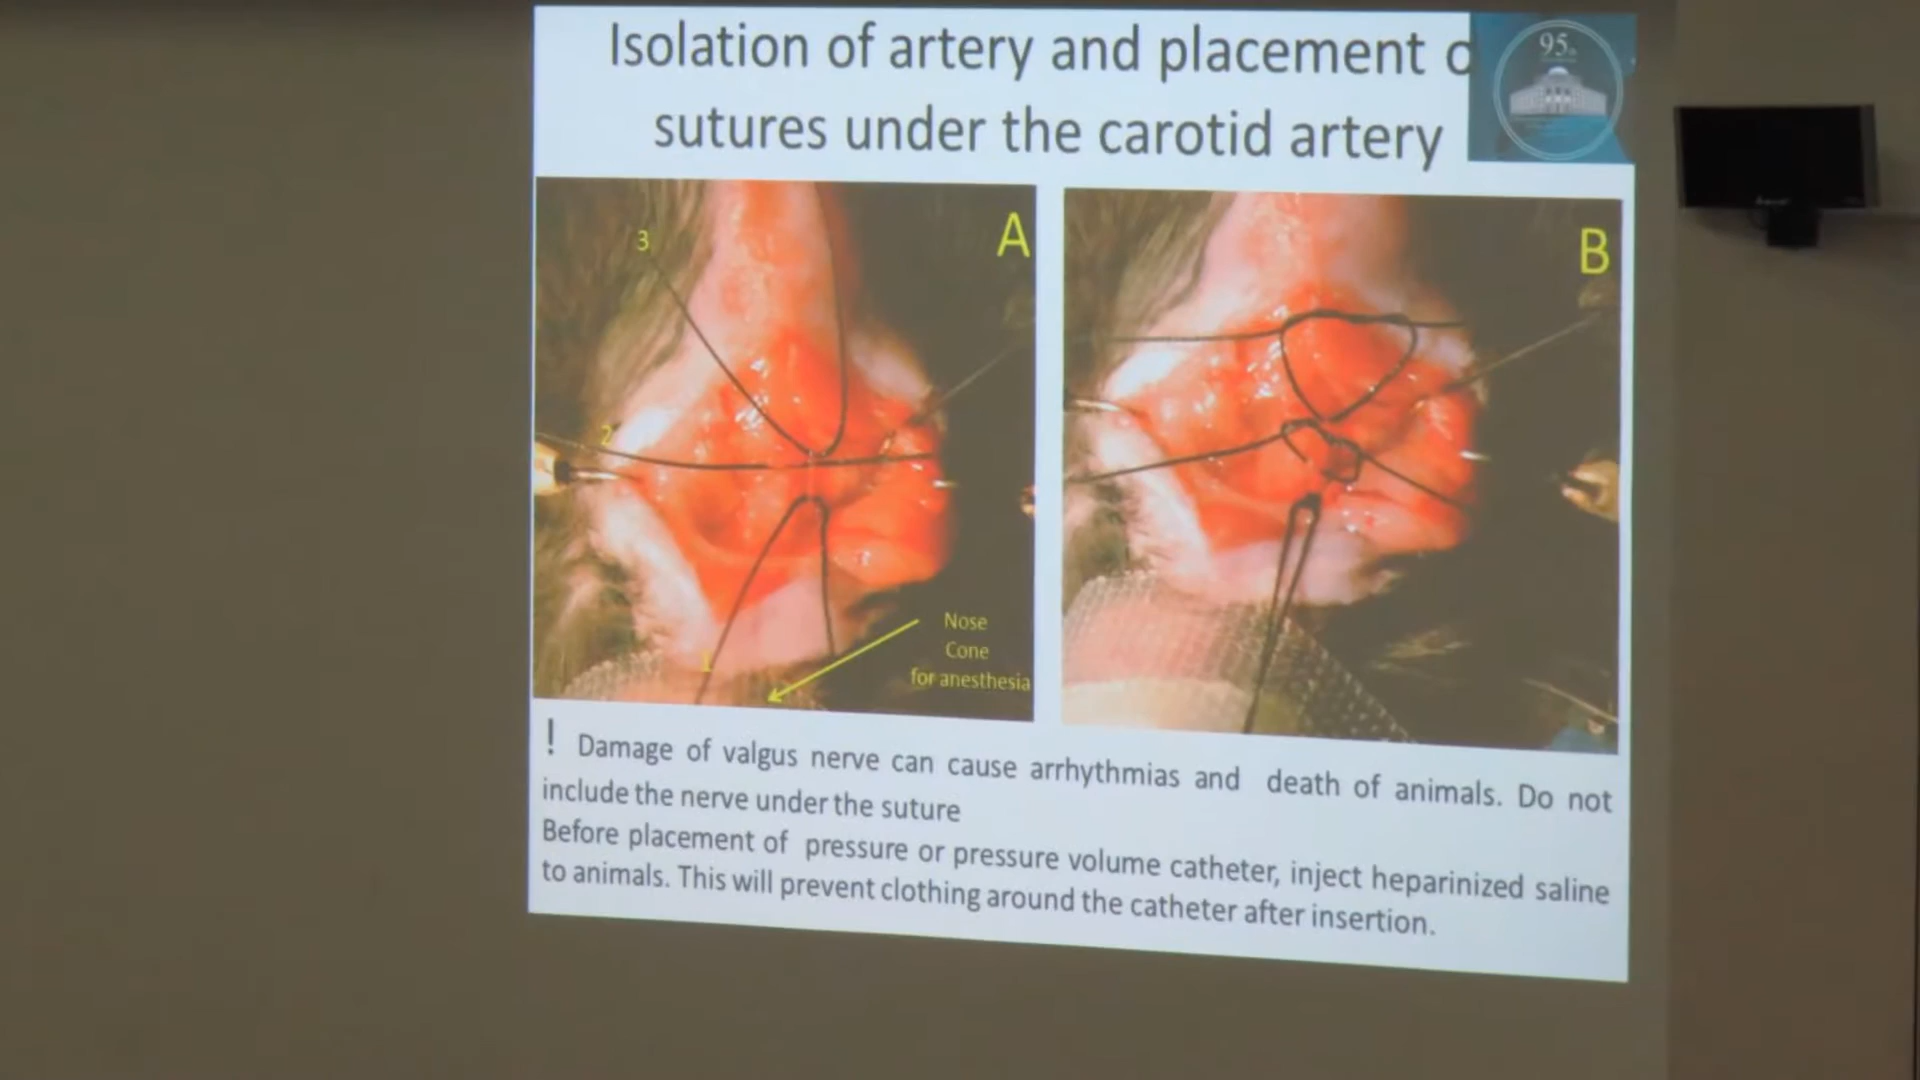 Isolation of artery and placement o
sutures under the carotid artery
95
A
3
2
1
Nose
Cone
for anesthesia
B
! Damage of valgus nerve can cause arrhythmias and death of animals. Do not
include the nerve under the suture
Before placement of pressure or pressure volume catheter, inject heparinized saline
to animals. This will prevent clothing around the catheter after insertion.